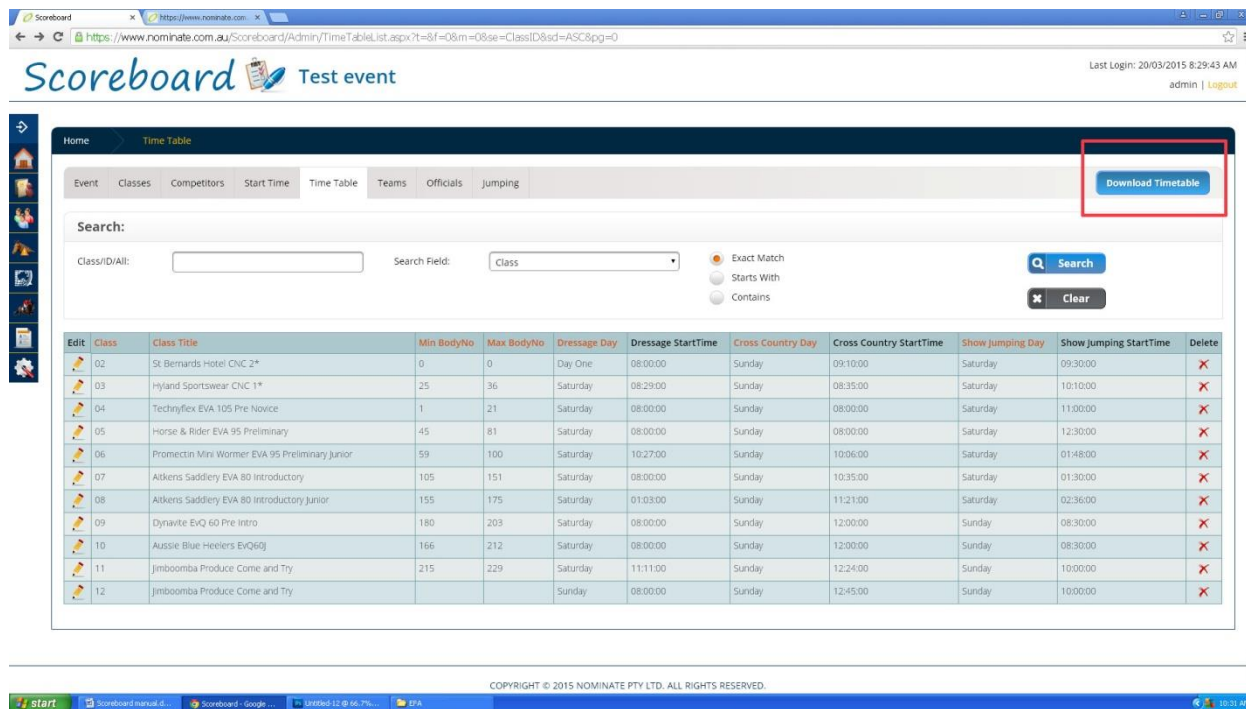 Scoreboard
https://www.nominate.com.
https://www.nominate.com.au/Scoreboard/Admin/TimeTableList.aspx?t=&f=0&m=0&se=ClassID&sd=ASC&pg=0
Scoreboard Test event
Last Login: 20/03/2015 8:29:43 AM
admin | Logout
Home Time Table
Event Classes Competitors Start Time Time Table Teams Officials Jumping Download Timetable
Search:
Class/ID/All: Search Field: Class Exact Match Search
Starts With
Contains Clear
Edit Class Class Title Min BodyNo Max BodyNo Dressage Day Dressage StartTime Cross Country Day Cross Country StartTime Show Jumping Day Show Jumping StartTime Delete
02 St Bernards Hotel CNC 2* 0 0 Day One 08:00:00 Sunday 09:10:00 Saturday 09:30:00
03 Hyland Sportswear CNC 1* 25 36 Saturday 08:29:00 Sunday 08:35:00 Saturday 10:10:00
04 Technyflex EVA 105 Pre Novice 1 21 Saturday 08:00:00 Sunday 08:00:00 Saturday 11:00:00
05 Horse & Rider EVA 95 Preliminary 45 81 Saturday 08:00:00 Sunday 08:00:00 Saturday 12:30:00
06 Promectin Mini Wormer EVA 95 Preliminary Junior 59 100 Saturday 10:27:00 Sunday 10:06:00 Saturday 01:48:00
07 Aitkens Saddlery EVA 80 Introductory 105 151 Saturday 08:00:00 Sunday 10:35:00 Saturday 01:30:00
08 Aitkens Saddlery EVA 80 Introductory Junior 155 175 Saturday 01:03:00 Sunday 11:21:00 Saturday 02:36:00
09 Dynavite EvQ 60 Pre Intro 180 203 Saturday 08:00:00 Sunday 12:00:00 Sunday 08:30:00
10 Aussie Blue Heelers EvQ60J 166 212 Saturday 08:00:00 Sunday 12:00:00 Sunday 08:30:00
11 Jimboomba Produce Come and Try 215 229 Saturday 11:11:00 Sunday 12:24:00 Sunday 10:00:00
12 Jimboomba Produce Come and Try Sunday 08:00:00 Sunday 12:45:00 Sunday 10:00:00
COPYRIGHT © 2015 NOMINATE PTY LTD. ALL RIGHTS RESERVED.
start Scoreboard manual.d... Scoreboard - Google ... Untitled-12 @ 66.7%... EFA 10:31 AM